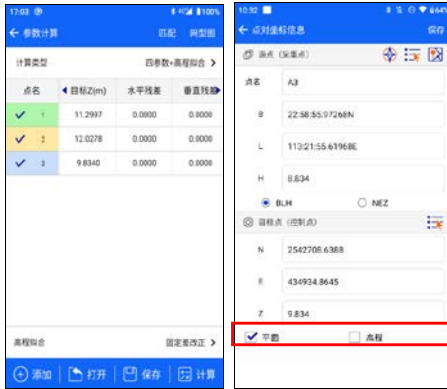 17:03
100%
参数计算 匹配 网型图
计算类型 四参数+高程拟合 >
点名 目标Z(m) 水平残差 垂直残差
1 11.2997 0.0000 0.0000
2 12.0278 0.0000 0.0000
3 9.8340 0.0000 0.0000
高程拟合 固定差改正 >
添加 打开 保存 计算
10:32
点对坐标信息 保存
源点 (采集点)
点名 A3
B 22:58:55.97268N
L 113:21:55.61968E
H 8.834
BLH NEZ
目标点 (控制点)
N 2542708.6388
E 434934.8645
Z 9.834
平面 高程